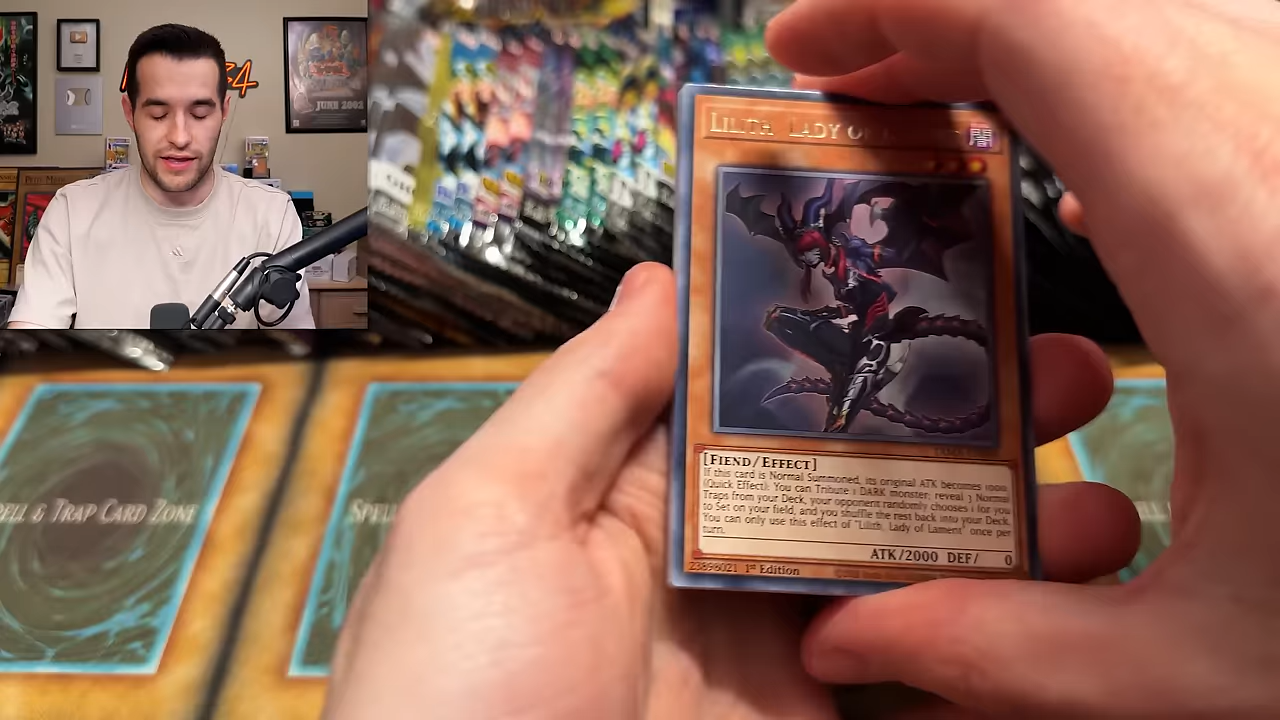 34
JUNE 2002
LILITH LADY OF
闇
[FIEND/EFFECT]
If this card is Normal Summoned, its original ATK becomes 1000.
(Quick Effect): You can Tribute 1 DARK monster; reveal 3 Normal
Traps from your Deck, your opponent randomly chooses 1 for you
to Set on your field, and you shuffle the rest back into your Deck.
You can only use this effect of "Lilith, Lady of Lament" once per
turn.
ATK/2000 DEF/ 0
23898021 1st Edition
SPELL & TRAP CARD ZONE
SPELL